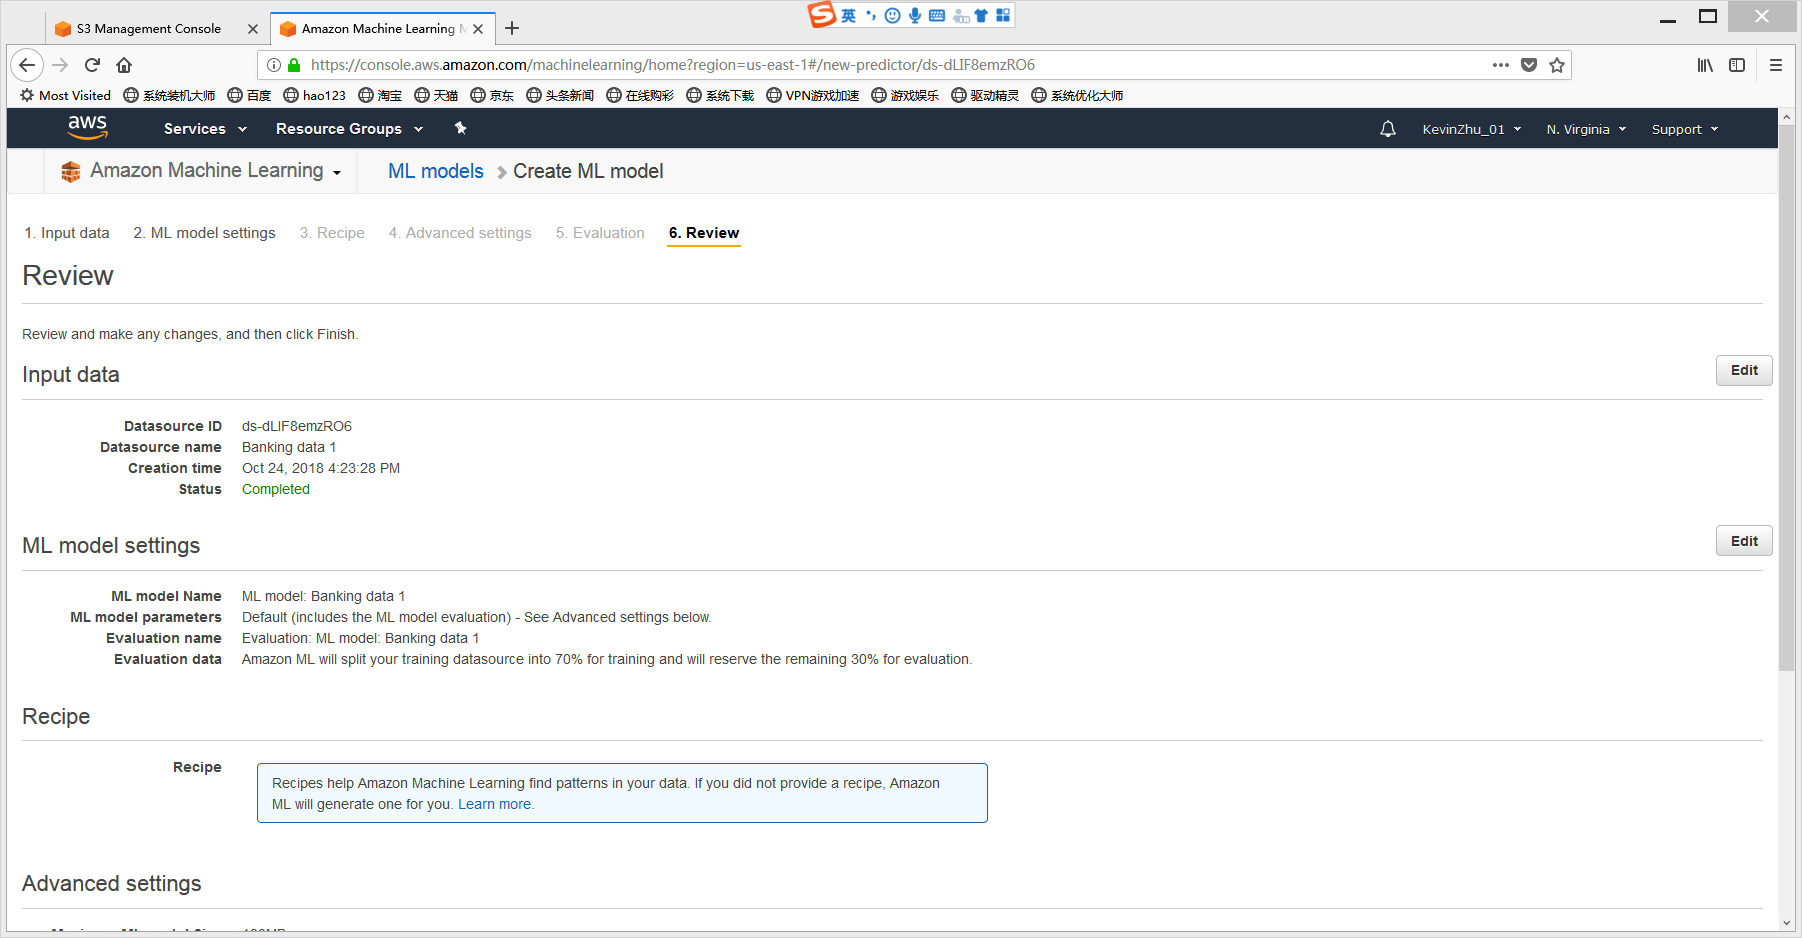 S3 Management Console
Amazon Machine Learning
英
https://console.aws.amazon.com/machinelearning/home?region=us-east-1#/new-predictor/ds-dLIF8emzRO6
Most Visited 系统装机大师 百度 hao123 淘宝 天猫 京东 头条新闻 在线购彩 系统下载 VPN游戏加速 游戏娱乐 驱动精灵 系统优化大师
aws Services Resource Groups KevinZhu_01 N. Virginia Support
Amazon Machine Learning ML models Create ML model
1. Input data 2. ML model settings 3. Recipe 4. Advanced settings 5. Evaluation 6. Review
Review
Review and make any changes, and then click Finish.
Input data Edit
Datasource ID ds-dLIF8emzRO6
Datasource name Banking data 1
Creation time Oct 24, 2018 4:23:28 PM
Status Completed
ML model settings Edit
ML model Name ML model: Banking data 1
ML model parameters Default (includes the ML model evaluation) - See Advanced settings below.
Evaluation name Evaluation: ML model: Banking data 1
Evaluation data Amazon ML will split your training datasource into 70% for training and will reserve the remaining 30% for evaluation.
Recipe
Recipe
Recipes help Amazon Machine Learning find patterns in your data. If you did not provide a recipe, Amazon
ML will generate one for you. Learn more.
Advanced settings